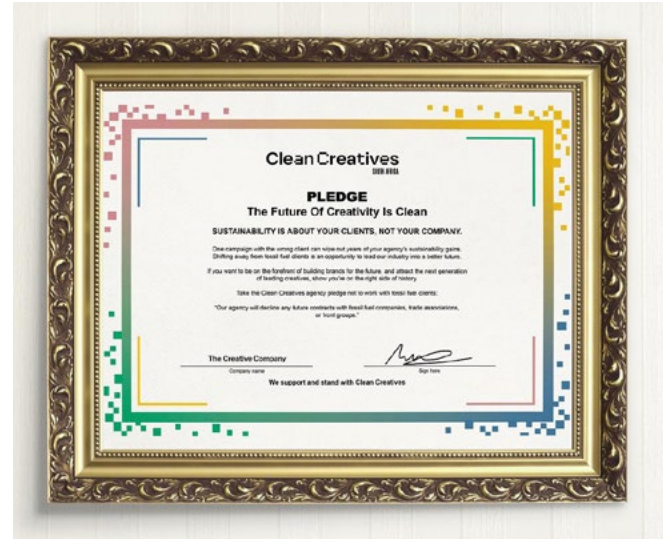 Clean Creatives
SOUTH AFRICA
PLEDGE
The Future Of Creativity Is Clean
SUSTAINABILITY IS ABOUT YOUR CLIENTS, NOT YOUR COMPANY.
One campaign with the wrong client can wipe out years of your agency's sustainability gains.
Shifting away from fossil fuel clients is an opportunity to lead our industry into a better future.
If you want to be on the forefront of building brands for the future, and attract the next generation
of leading creatives, show you're on the right side of history.
Take the Clean Creatives agency pledge not to work with fossil fuel clients:
"Our agency will decline any future contracts with fossil fuel companies, trade associations,
or front groups."
The Creative Company
Company name
Sign here
We support and stand with Clean Creatives